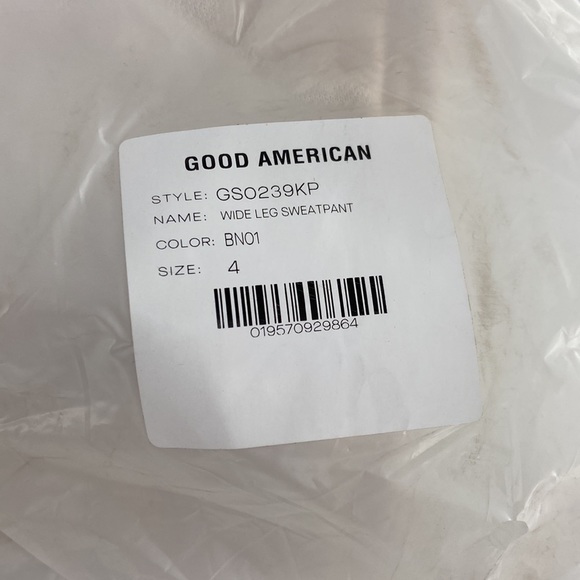 GOOD AMERICAN
STYLE: GS0239KP
NAME: WIDE LEG SWEATPANT
COLOR: BN01
SIZE: 4
019570929864